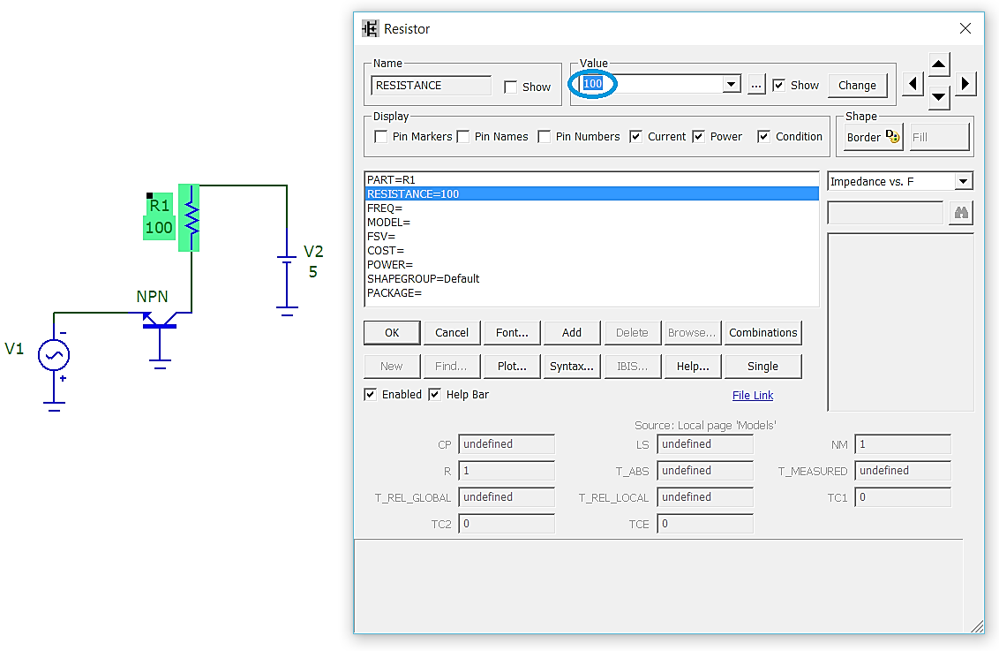 Resistor
Name
RESISTANCE
Show
Value
100
...
Show
Change
Display
Pin Markers
Pin Names
Pin Numbers
Current
Power
Condition
Shape
Border
Fill
PART=R1
RESISTANCE=100
FREQ=
MODEL=
FSV=
COST=
POWER=
SHAPEGROUP=Default
PACKAGE=
Impedance vs. F
OK
Cancel
Font...
Add
Delete
Browse...
Combinations
New
Find...
Plot...
Syntax...
IBIS...
Help...
Single
Enabled
Help Bar
File Link
Source: Local page 'Models'
CP undefined
LS undefined
NM 1
R 1
T_ABS undefined
T_MEASURED undefined
T_REL_GLOBAL undefined
T_REL_LOCAL undefined
TC1 0
TC2 0
TCE 0
R1
100
V2
5
NPN
V1
-
+